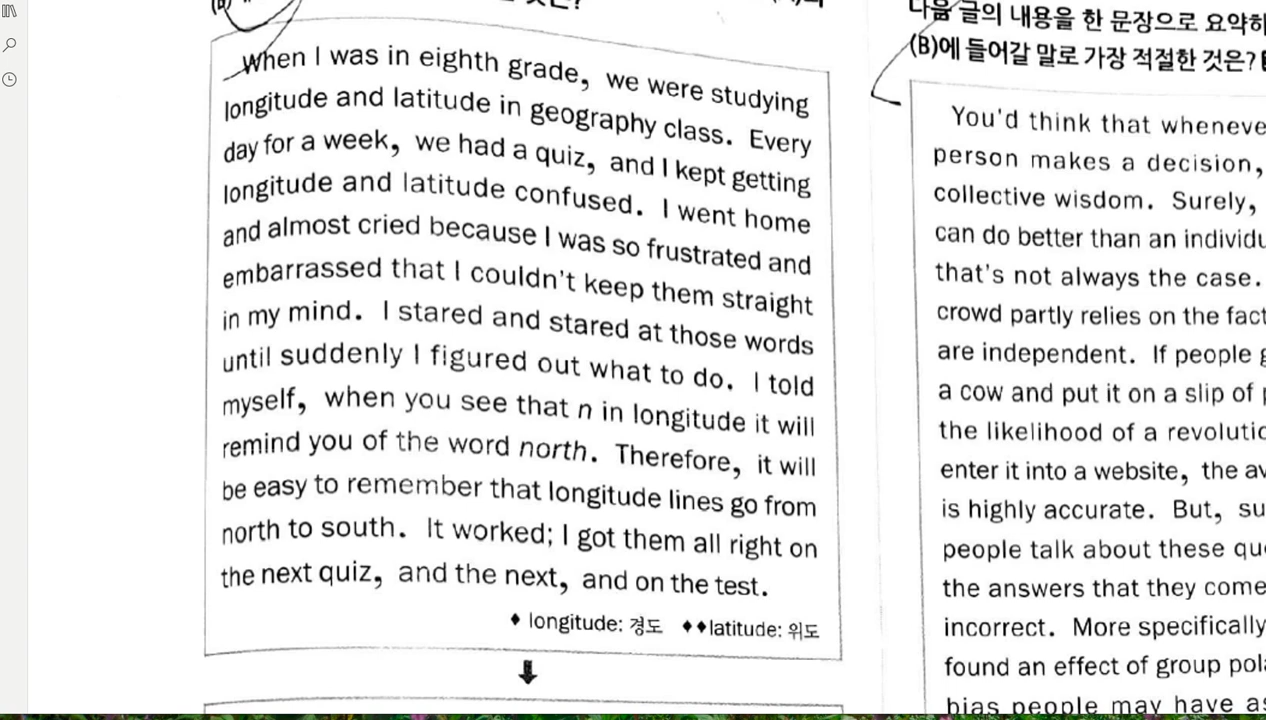 When I was in eighth grade, we were studying
longitude and latitude in geography class. Every
day for a week, we had a quiz, and I kept getting
longitude and latitude confused. I went home
and almost cried because I was so frustrated and
embarrassed that I couldn't keep them straight
in my mind. I stared and stared at those words
until suddenly I figured out what to do. I told
myself, when you see that n in longitude it will
remind you of the word north. Therefore, it will
be easy to remember that longitude lines go from
north to south. It worked; I got them all right on
the next quiz, and the next, and on the test.
◆ longitude: 경도 ◆◆latitude: 위도
다음 글의 내용을 한 문장으로 요약하
(B)에 들어갈 말로 가장 적절한 것은?
You'd think that wheneve
person makes a decision,
collective wisdom. Surely,
can do better than an individu
that's not always the case.
crowd partly relies on the fact
are independent. If people
a cow and put it on a slip of
the likelihood of a revolutio
enter it into a website, the av
is highly accurate. But, su
people talk about these que
the answers that they come
incorrect. More specifically
found an effect of group pola
bias people may have as